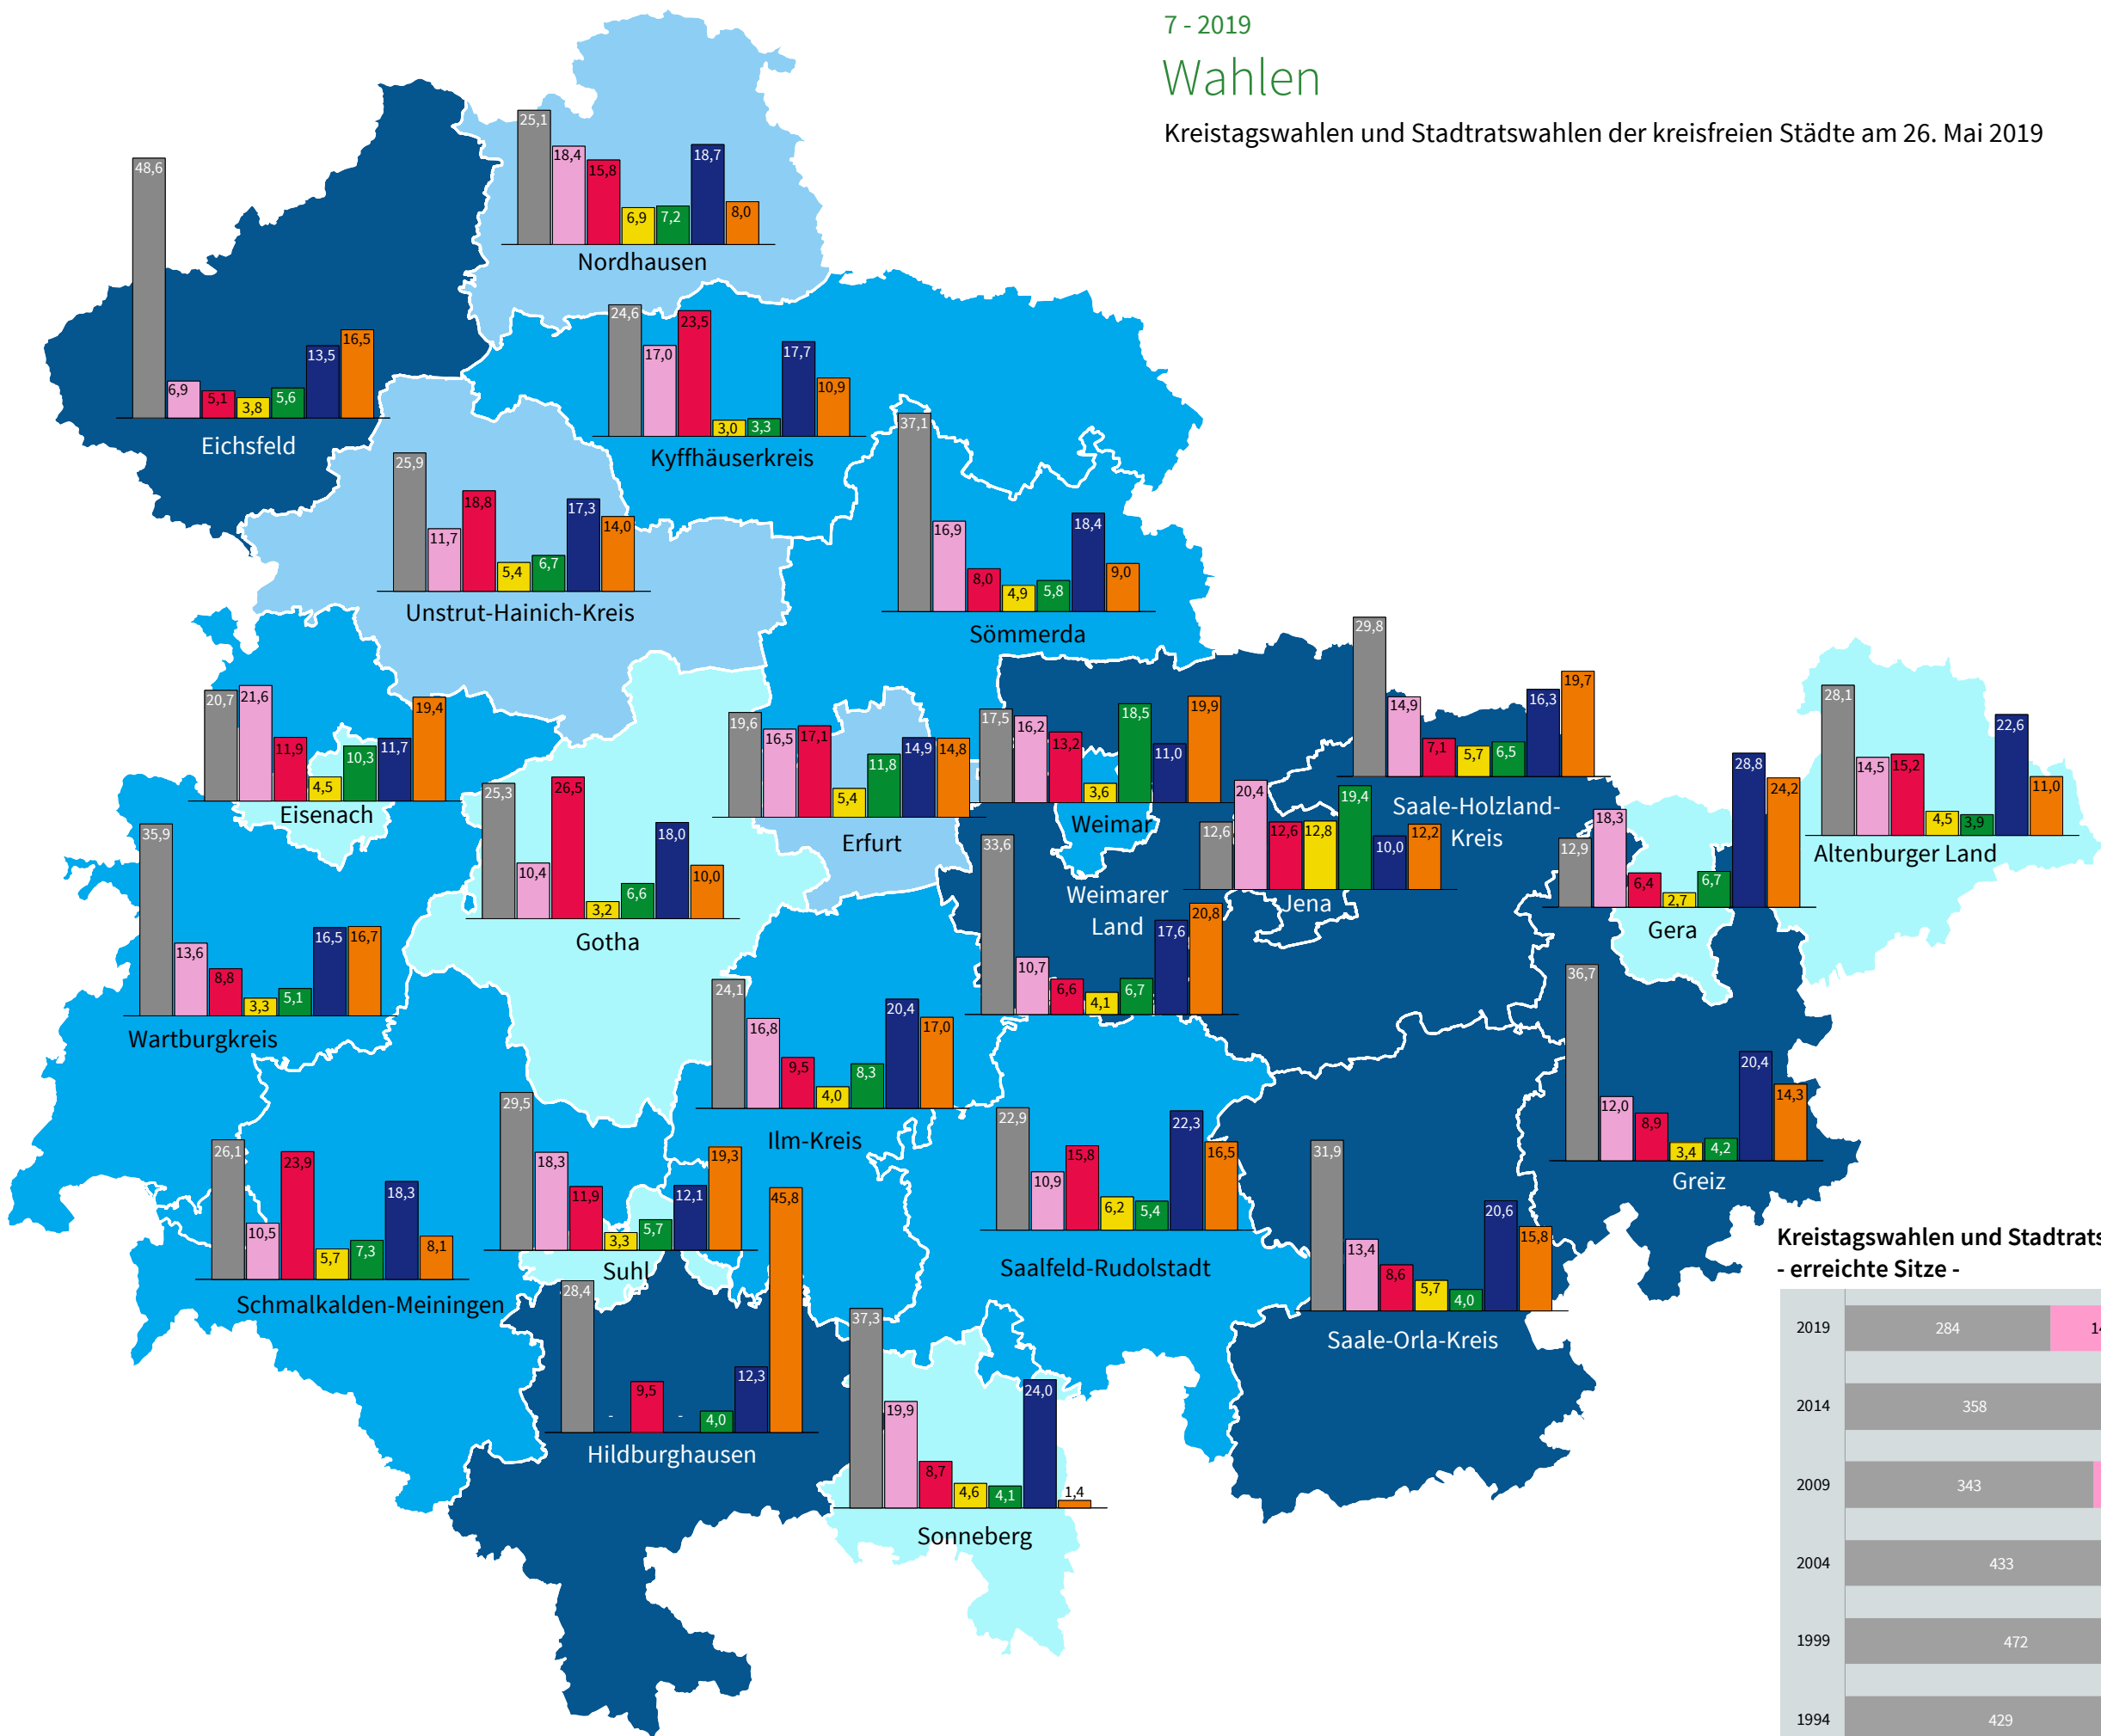 7 - 2019
Wahlen
Kreistagswahlen und Stadtratswahlen der kreisfreien Städte am 26. Mai 2019
25,1 18,4 15,8 6,9 7,2 18,7 8,0
Nordhausen
48,6 6,9 5,1 3,8 5,6 13,5 16,5
Eichsfeld
24,6 17,0 23,5 3,0 3,3 17,7 10,9
Kyffhäuserkreis
25,9 11,7 18,8 5,4 6,7 17,3 14,0
Unstrut-Hainich-Kreis
37,1 16,9 8,0 4,9 5,8 18,4 9,0
Sömmerda
20,7 21,6 11,9 4,5 10,3 11,7 19,4
Eisenach
25,3 10,4 26,5 3,2 6,6 18,0 10,0
Gotha
19,6 16,5 17,1 5,4 11,8 14,9 14,8
Erfurt
17,5 16,2 13,2 3,6 18,5 11,0 19,9
Weimar
29,8 14,9 7,1 5,7 6,5 16,3 19,7
Saale-Holzland-
Kreis
12,6 20,4 12,6 12,8 19,4 10,0 12,2
Jena
12,9 18,3 6,4 2,7 6,7 28,8 24,2
Gera
28,1 14,5 15,2 4,5 3,9 22,6 11,0
Altenburger Land
35,9 13,6 8,8 3,3 5,1 16,5 16,7
Wartburgkreis
Weimarer
Land
33,6 10,7 6,6 4,1 6,7 17,6 20,8
24,1 16,8 9,5 4,0 8,3 20,4 17,0
Ilm-Kreis
36,7 12,0 8,9 3,4 4,2 20,4 14,3
Greiz
26,1 10,5 23,9 5,7 7,3 18,3 8,1
Schmalkalden-Meiningen
29,5 18,3 11,9 3,3 5,7 12,1 19,3
Suhl
22,9 10,9 15,8 6,2 5,4 22,3 16,5
Saalfeld-Rudolstadt
31,9 13,4 8,6 5,7 4,0 20,6 15,8
Saale-Orla-Kreis
28,4 - 9,5 - 4,0 12,3 45,8
Hildburghausen
37,3 19,9 8,7 4,6 4,1 24,0 1,4
Sonneberg
Kreistagswahlen und Stadtrats
- erreichte Sitze -
2019 284
2014 358
2009 343
2004 433
1999 472
1994 429